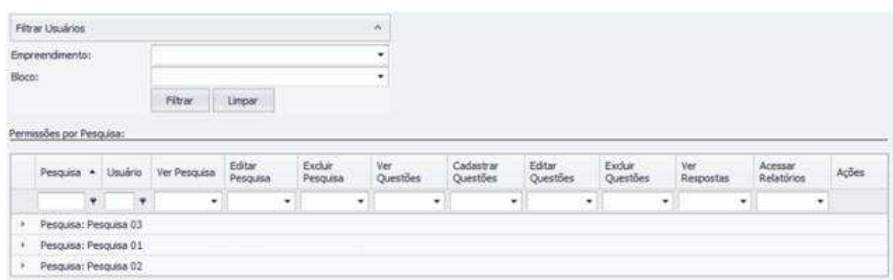 Filtrar Usuários
Empreendimento:
Bloco:
Filtrar Limpar
Permissões por Pesquisa:
Pesquisa Usuário Ver Pesquisa Editar Pesquisa Excluir Pesquisa Ver Questões Cadastrar Questões Editar Questões Excluir Questões Ver Respostas Acessar Relatórios Ações
Pesquisa: Pesquisa 03
Pesquisa: Pesquisa 01
Pesquisa: Pesquisa 02